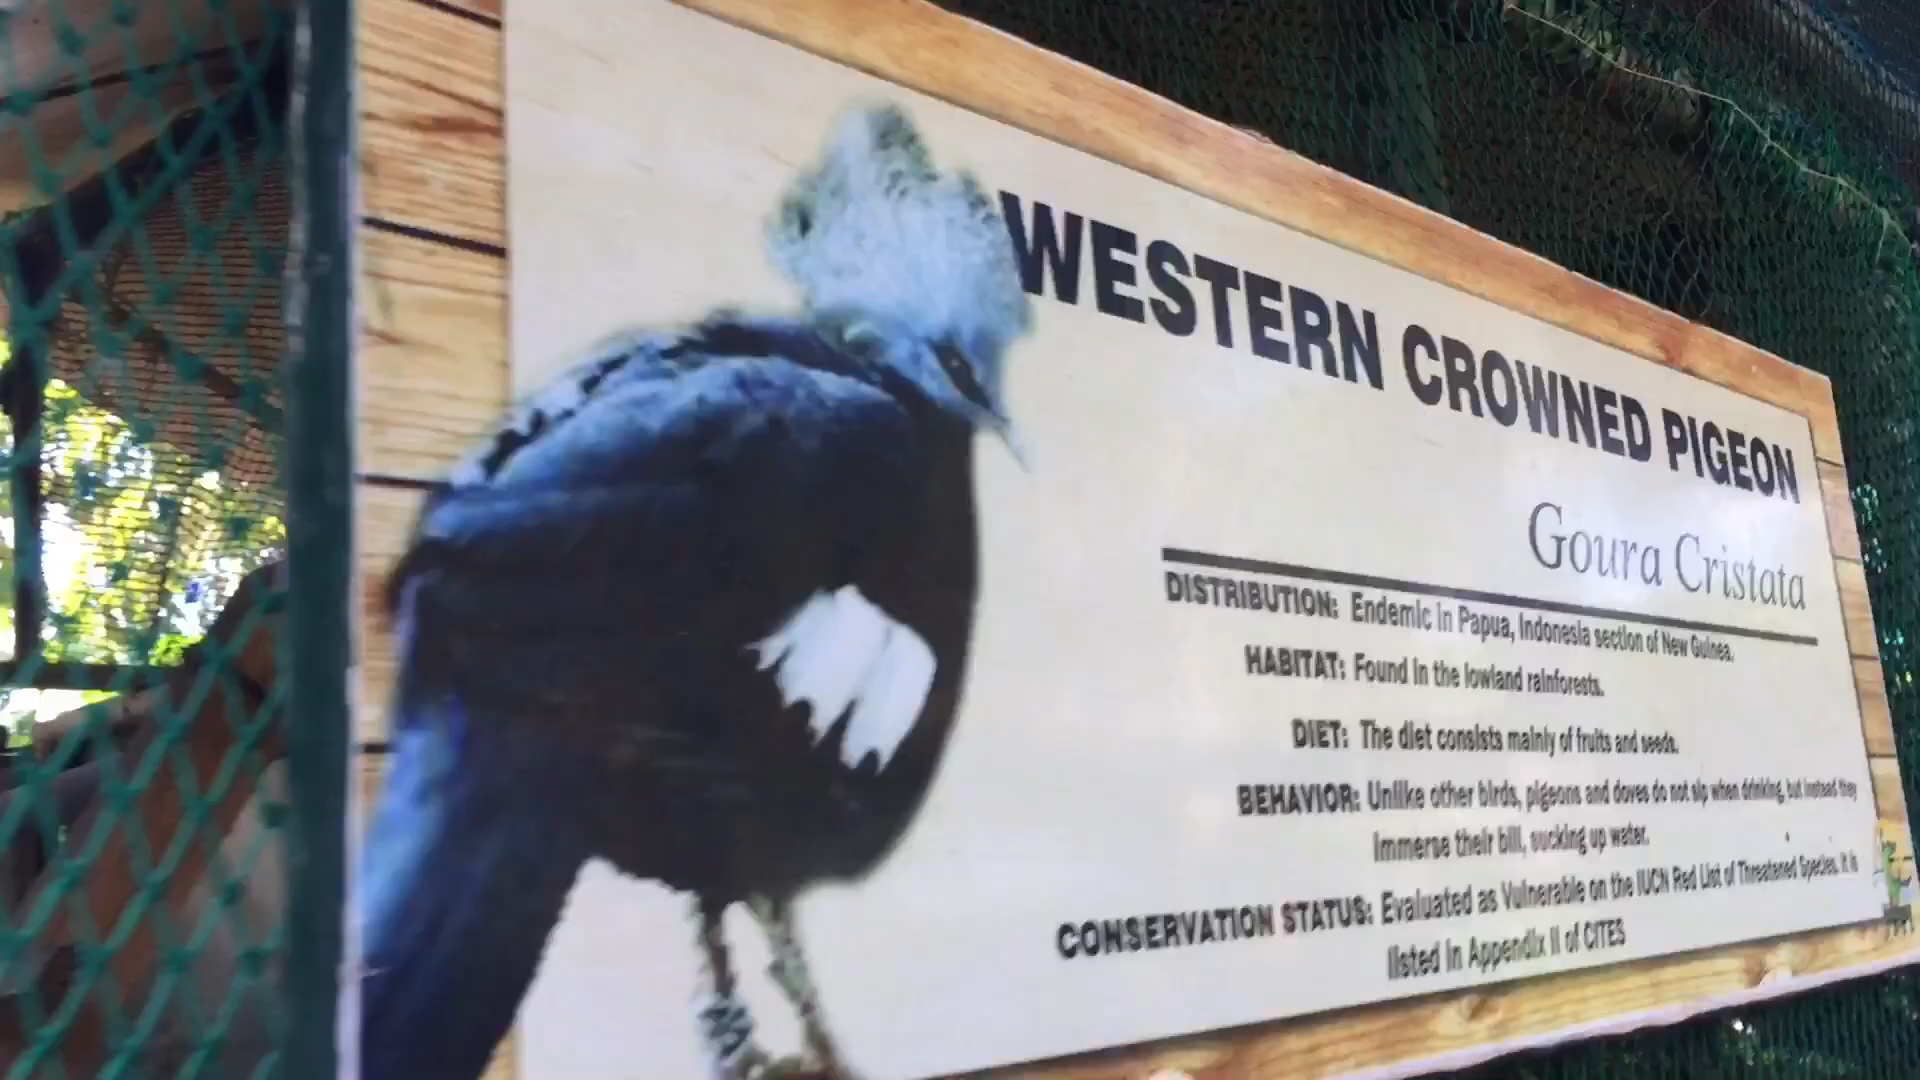 WESTERN CROWNED PIGEON
Goura Cristata
DISTRIBUTION: Endemic in Papua, Indonesia section of New Guinea.
HABITAT: Found in the lowland rainforests.
DIET: The diet consists mainly of fruits and seeds.
BEHAVIOR: Unlike other birds, pigeons and doves do not sip when drinking, but instead they
immerse their bill, sucking up water.
CONSERVATION STATUS: Evaluated as Vulnerable on the IUCN Red List of Threatened Species. It is
listed in Appendix II of CITES